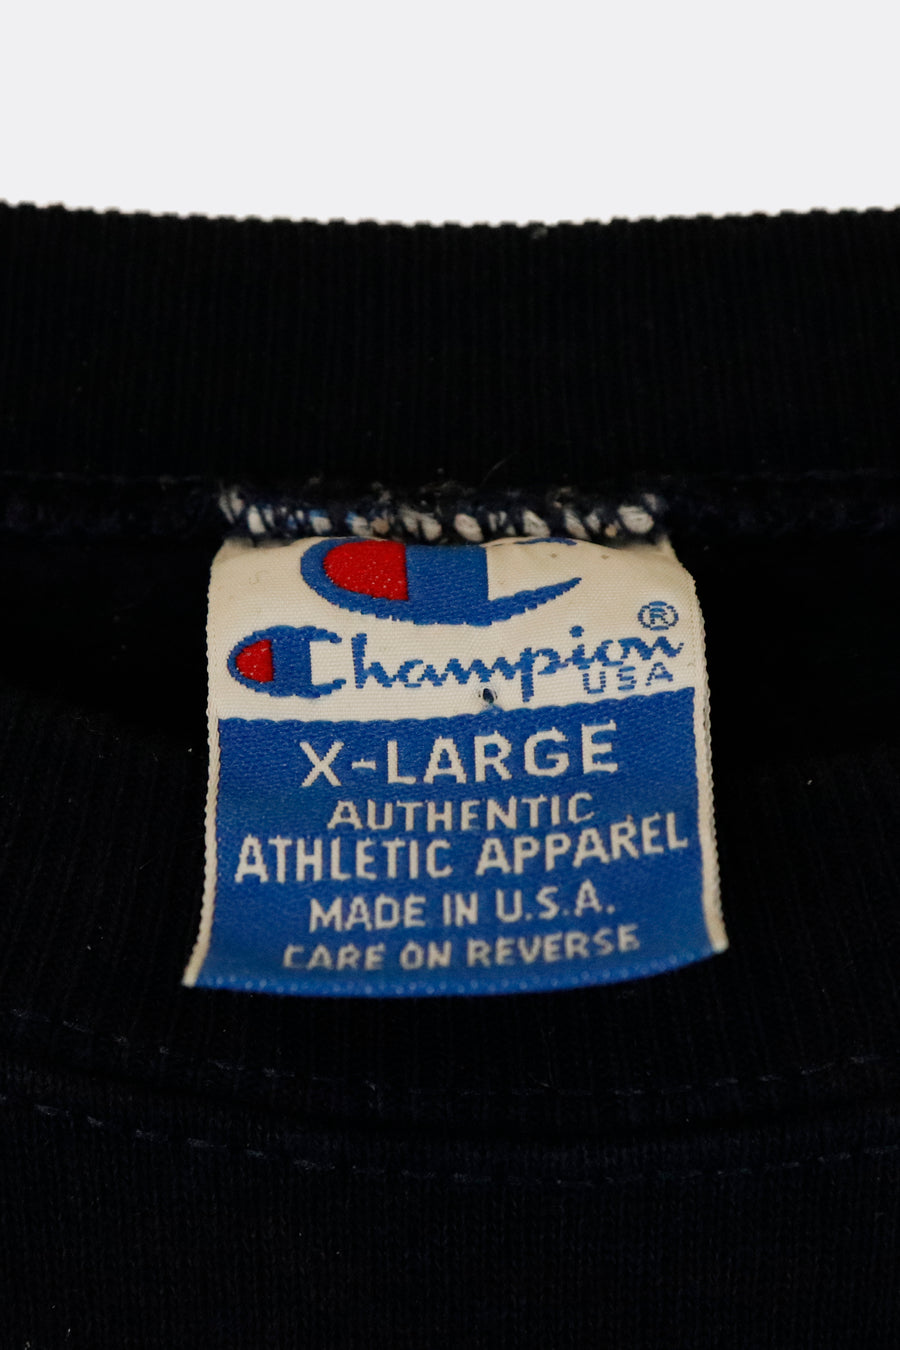 Champion®
USA
X-LARGE
AUTHENTIC
ATHLETIC APPAREL
MADE IN U.S.A.
CARE ON REVERSE